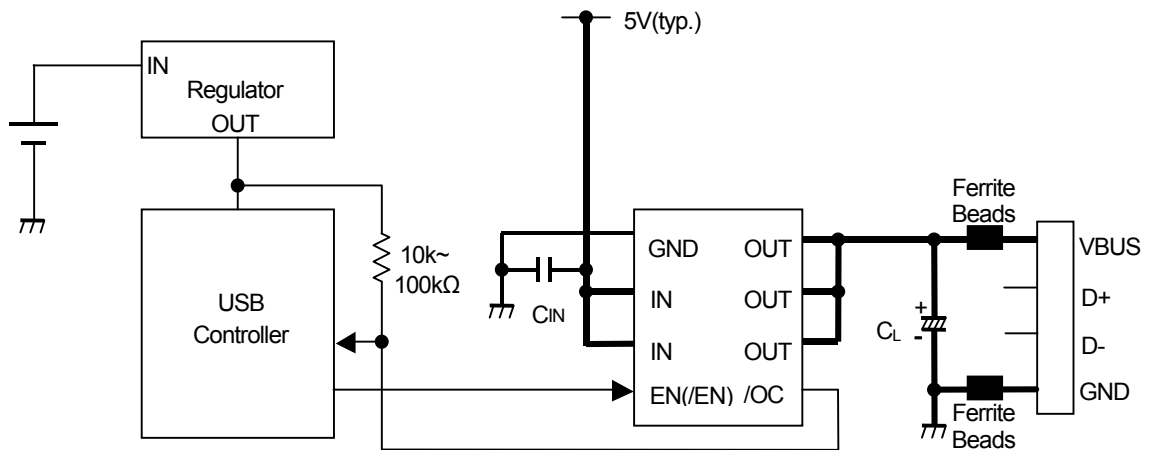 5V(typ.)
IN
Regulator
OUT
10k~
100kΩ
USB
Controller
CIN
GND OUT
IN OUT
IN OUT
EN(/EN) /OC
+
CL
-
Ferrite
Beads
VBUS
D+
D-
GND
Ferrite
Beads